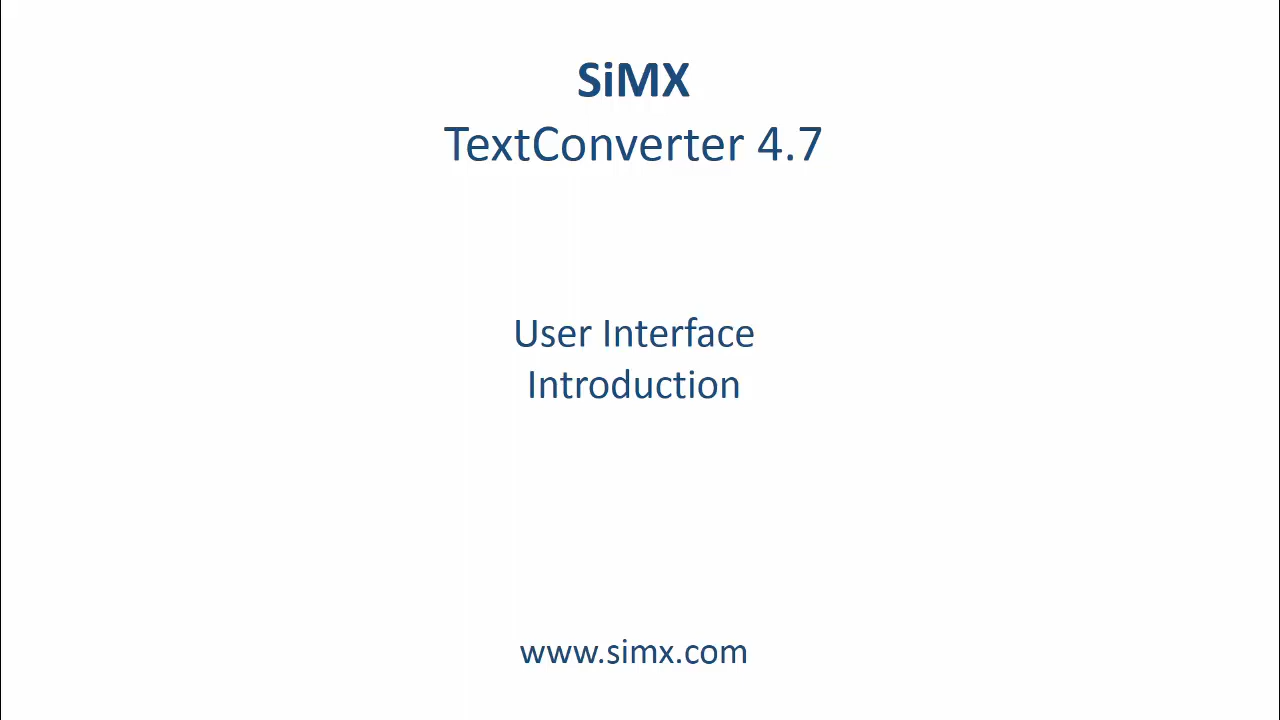 SiMX
TextConverter 4.7
User Interface
Introduction
www.simx.com